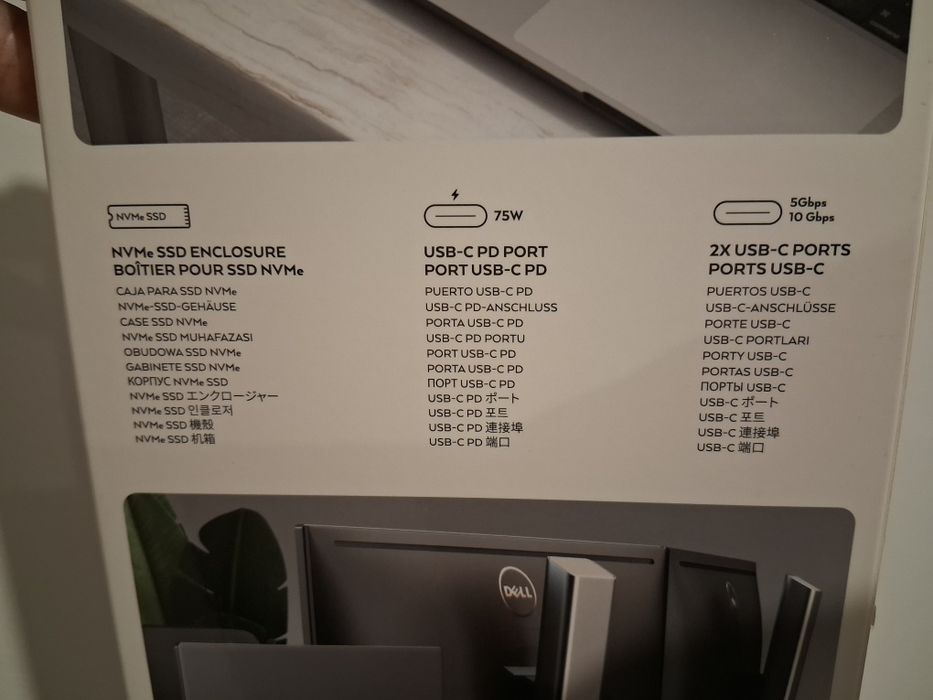 NVMe SSD
NVMe SSD ENCLOSURE
BOÎTIER POUR SSD NVMe
CAJA PARA SSD NVMe
NVMe-SSD-GEHÄUSE
CASE SSD NVMe
NVMe SSD MUHAFAZASI
OBUDOWA SSD NVMe
GABINETE SSD NVMe
КОРПУС NVMe SSD
NVMe SSD エンクロージャー
NVMe SSD 인클로저
NVMe SSD 機殼
NVMe SSD 机箱
75W
USB-C PD PORT
PORT USB-C PD
PUERTO USB-C PD
USB-C PD-ANSCHLUSS
PORTA USB-C PD
USB-C PD PORTU
PORT USB-C PD
PORTA USB-C PD
ПОРТ USB-C PD
USB-C PD ポート
USB-C PD 포트
USB-C PD 連接埠
USB-C PD 端口
5Gbps
10 Gbps
2X USB-C PORTS
PORTS USB-C
PUERTOS USB-C
USB-C-ANSCHLÜSSE
PORTE USB-C
USB-C PORTLARI
PORTY USB-C
PORTAS USB-C
ПОРТЫ USB-C
USB-C ポート
USB-C 포트
USB-C 連接埠
USB-C 端口
DELL